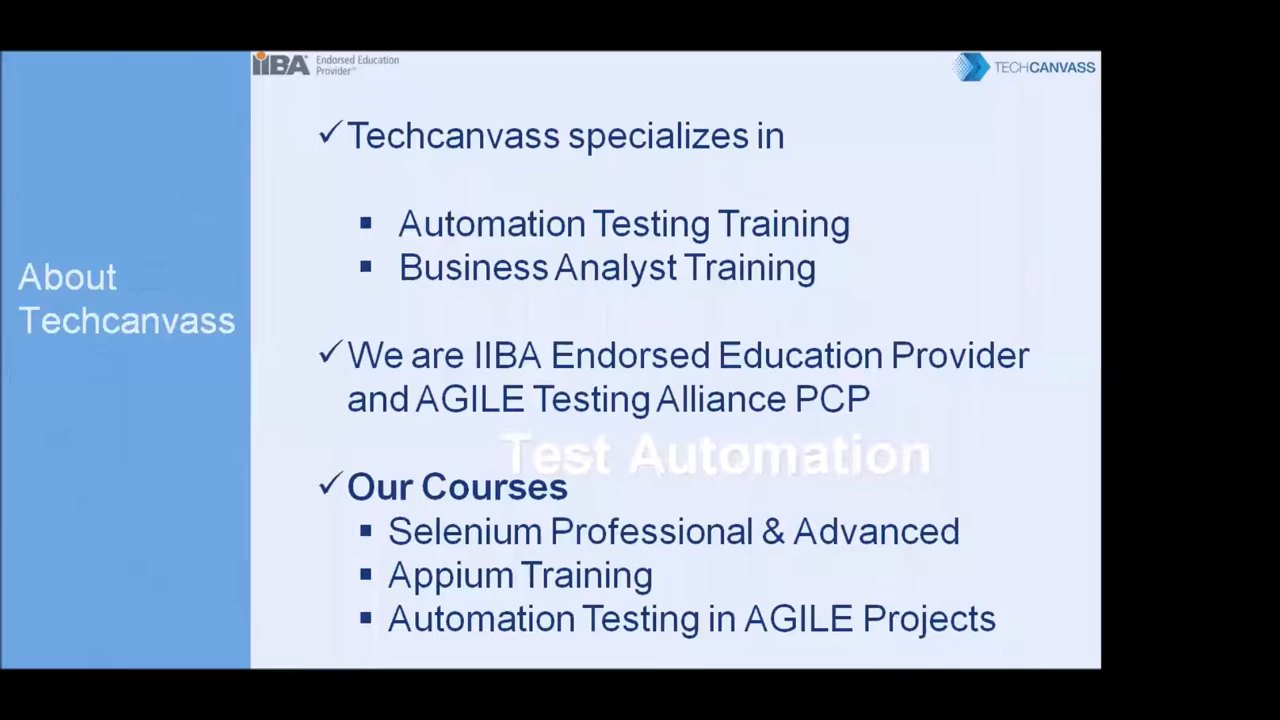 IIBA Endorsed Education
Provider™
TECHCANVASS
About
Techcanvass
✓ Techcanvass specializes in
▪ Automation Testing Training
▪ Business Analyst Training
✓ We are IIBA Endorsed Education Provider
and AGILE Testing Alliance PCP
Test Automation
✓ Our Courses
▪ Selenium Professional & Advanced
▪ Appium Training
▪ Automation Testing in AGILE Projects